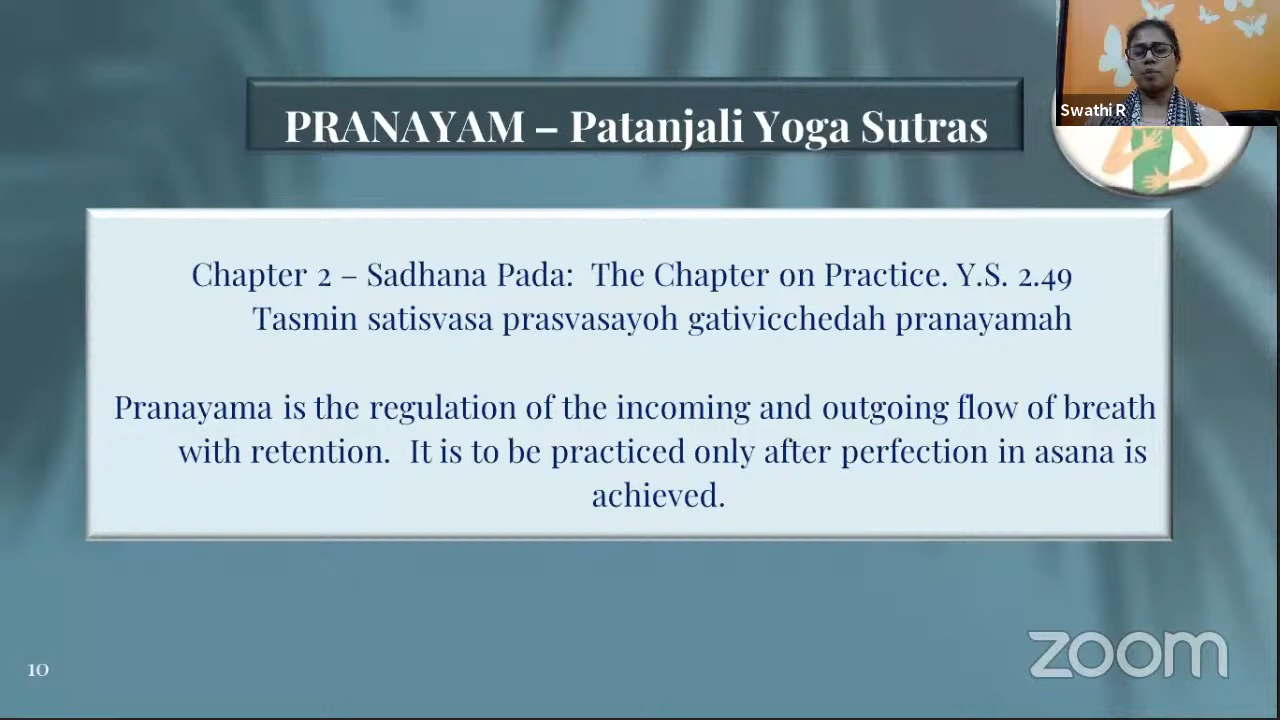 PRANAYAM – Patanjali Yoga Sutras
Swathi R
Chapter 2 – Sadhana Pada: The Chapter on Practice. Y.S. 2.49
Tasmin satisvasa prasvasayoh gativicchedah pranayamah
Pranayama is the regulation of the incoming and outgoing flow of breath
with retention. It is to be practiced only after perfection in asana is
achieved.
10
zoom